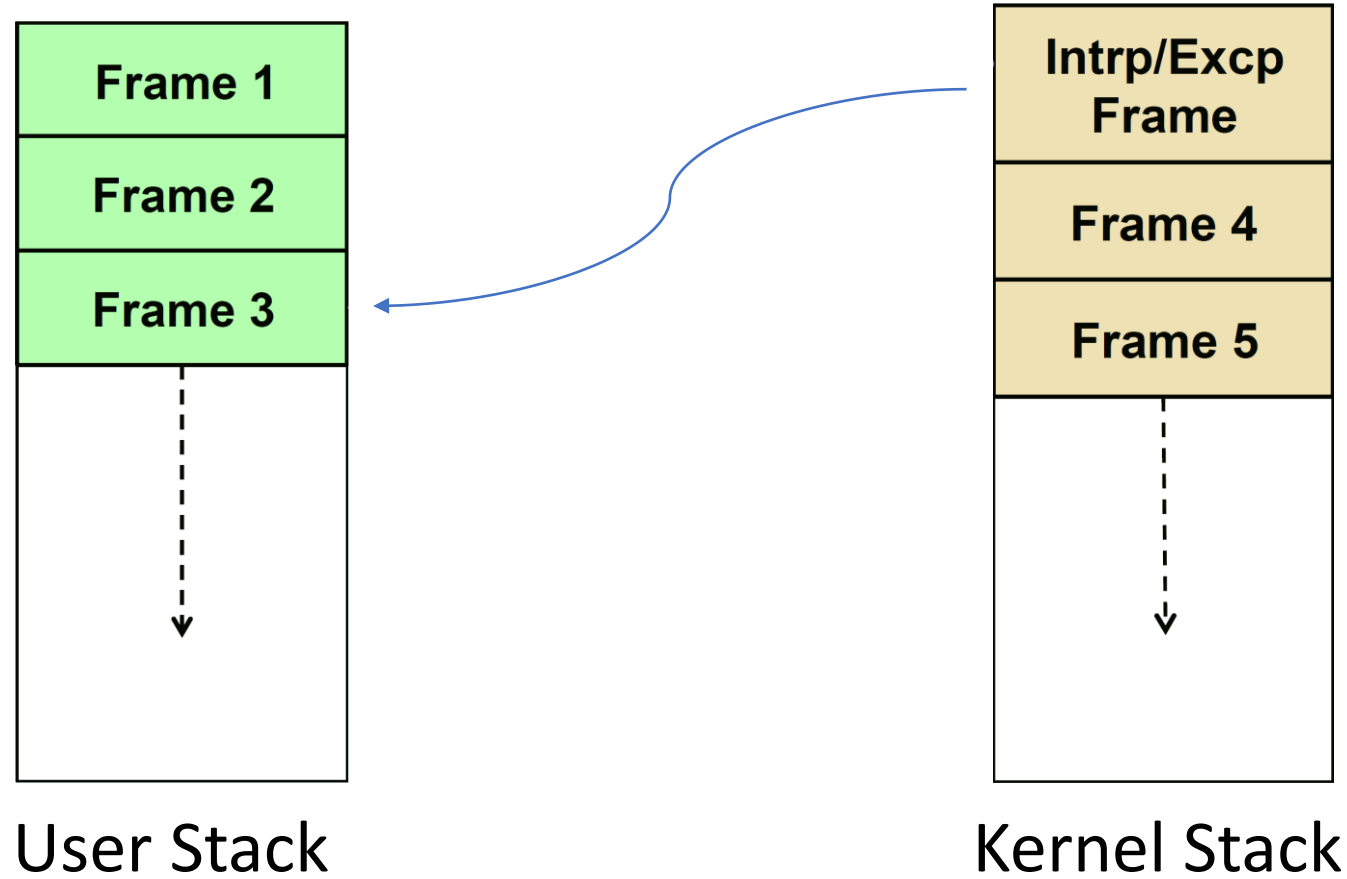 Frame 1
Frame 2
Frame 3
User Stack
Intrp/Excp
Frame
Frame 4
Frame 5
Kernel Stack